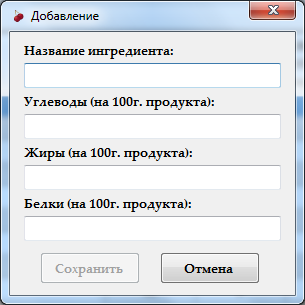 Добавление
Название ингредиента:
Углеводы (на 100г. продукта):
Жиры (на 100г. продукта):
Белки (на 100г. продукта):
Сохранить Отмена